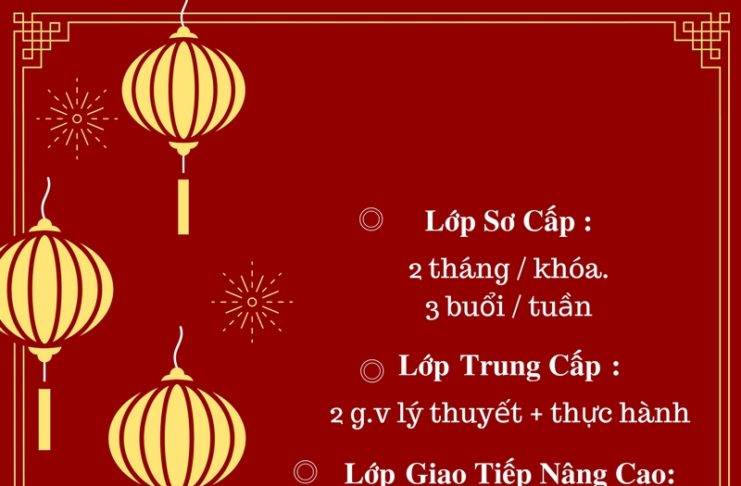 Lớp Sơ Cấp :
2 tháng / khóa.
3 buổi / tuần
Lớp Trung Cấp :
2 g.v lý thuyết + thực hành
Lớp Giao Tiếp Nâng Cao: